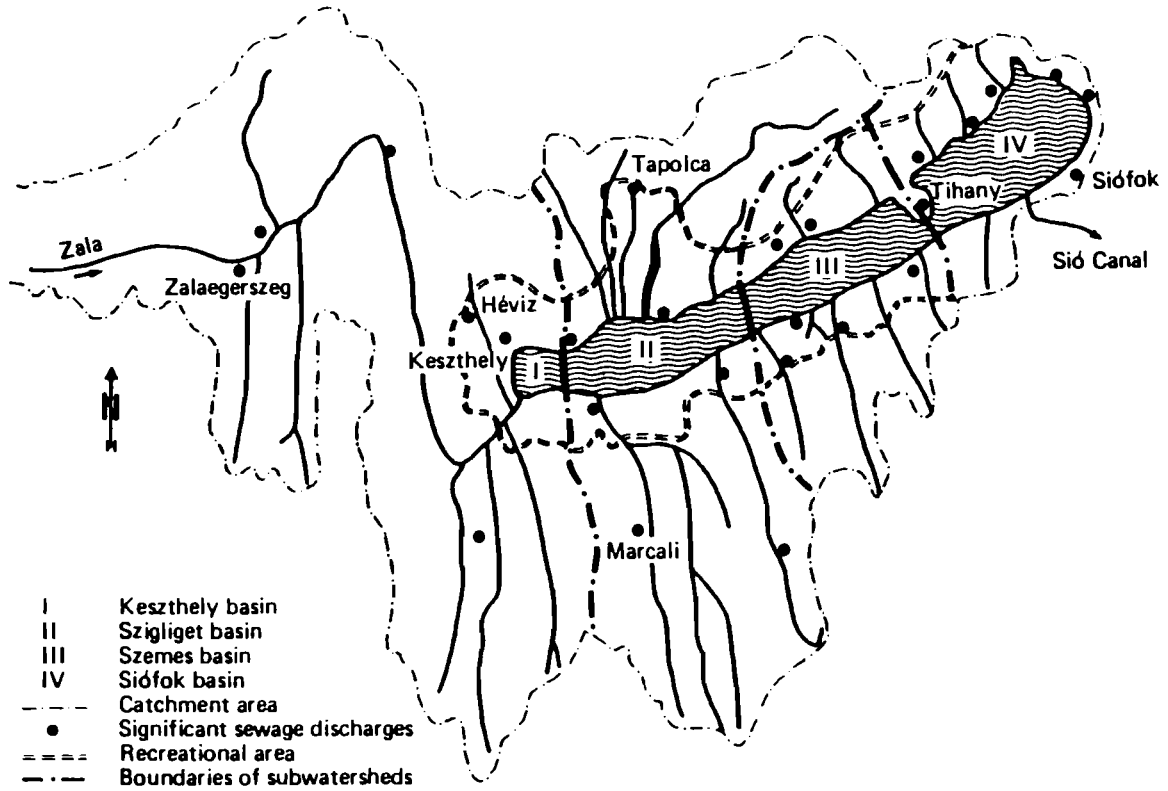 Tapolca
IV
Tihany
Siófok
Sió Canal
Zala
Zalaegerszeg
III
Hévíz
Keszthely
I
II
N
Marcali
I Keszthely basin
II Szigliget basin
III Szemes basin
IV Siófok basin
Catchment area
Significant sewage discharges
Recreational area
Boundaries of subwatersheds